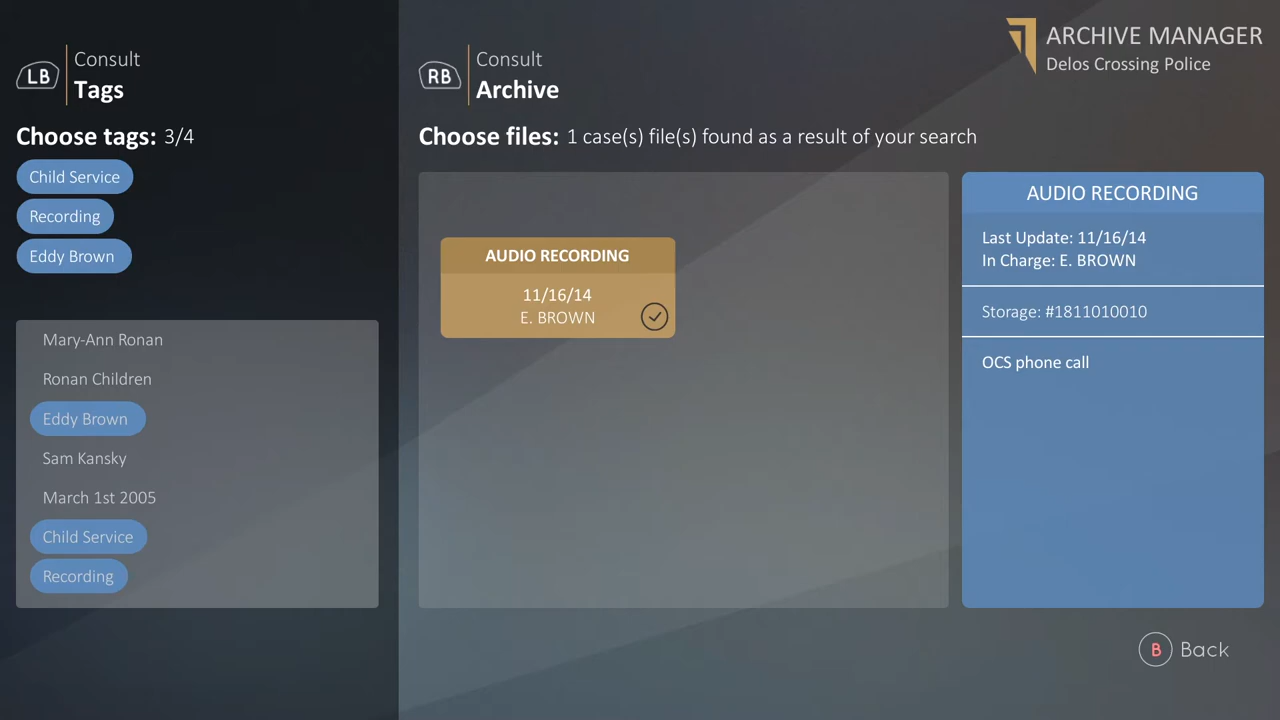 LB
Consult
Tags
Choose tags: 3/4
Child Service
Recording
Eddy Brown
Mary-Ann Ronan
Ronan Children
Eddy Brown
Sam Kansky
March 1st 2005
Child Service
Recording
RB
Consult
Archive
Choose files: 1 case(s) file(s) found as a result of your search
AUDIO RECORDING
11/16/14
E. BROWN
ARCHIVE MANAGER
Delos Crossing Police
AUDIO RECORDING
Last Update: 11/16/14
In Charge: E. BROWN
Storage: #1811010010
OCS phone call
B Back